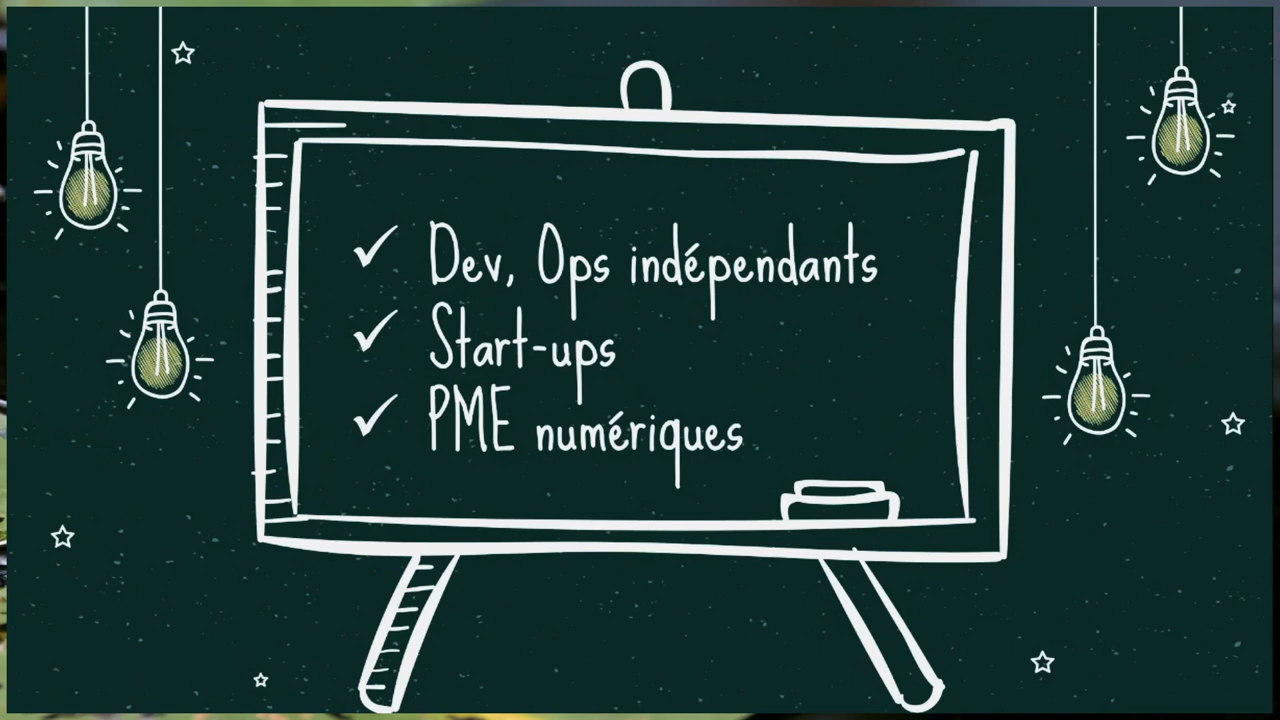 ✓ Dev, Ops indépendants
✓ Start-ups
✓ PME numériques